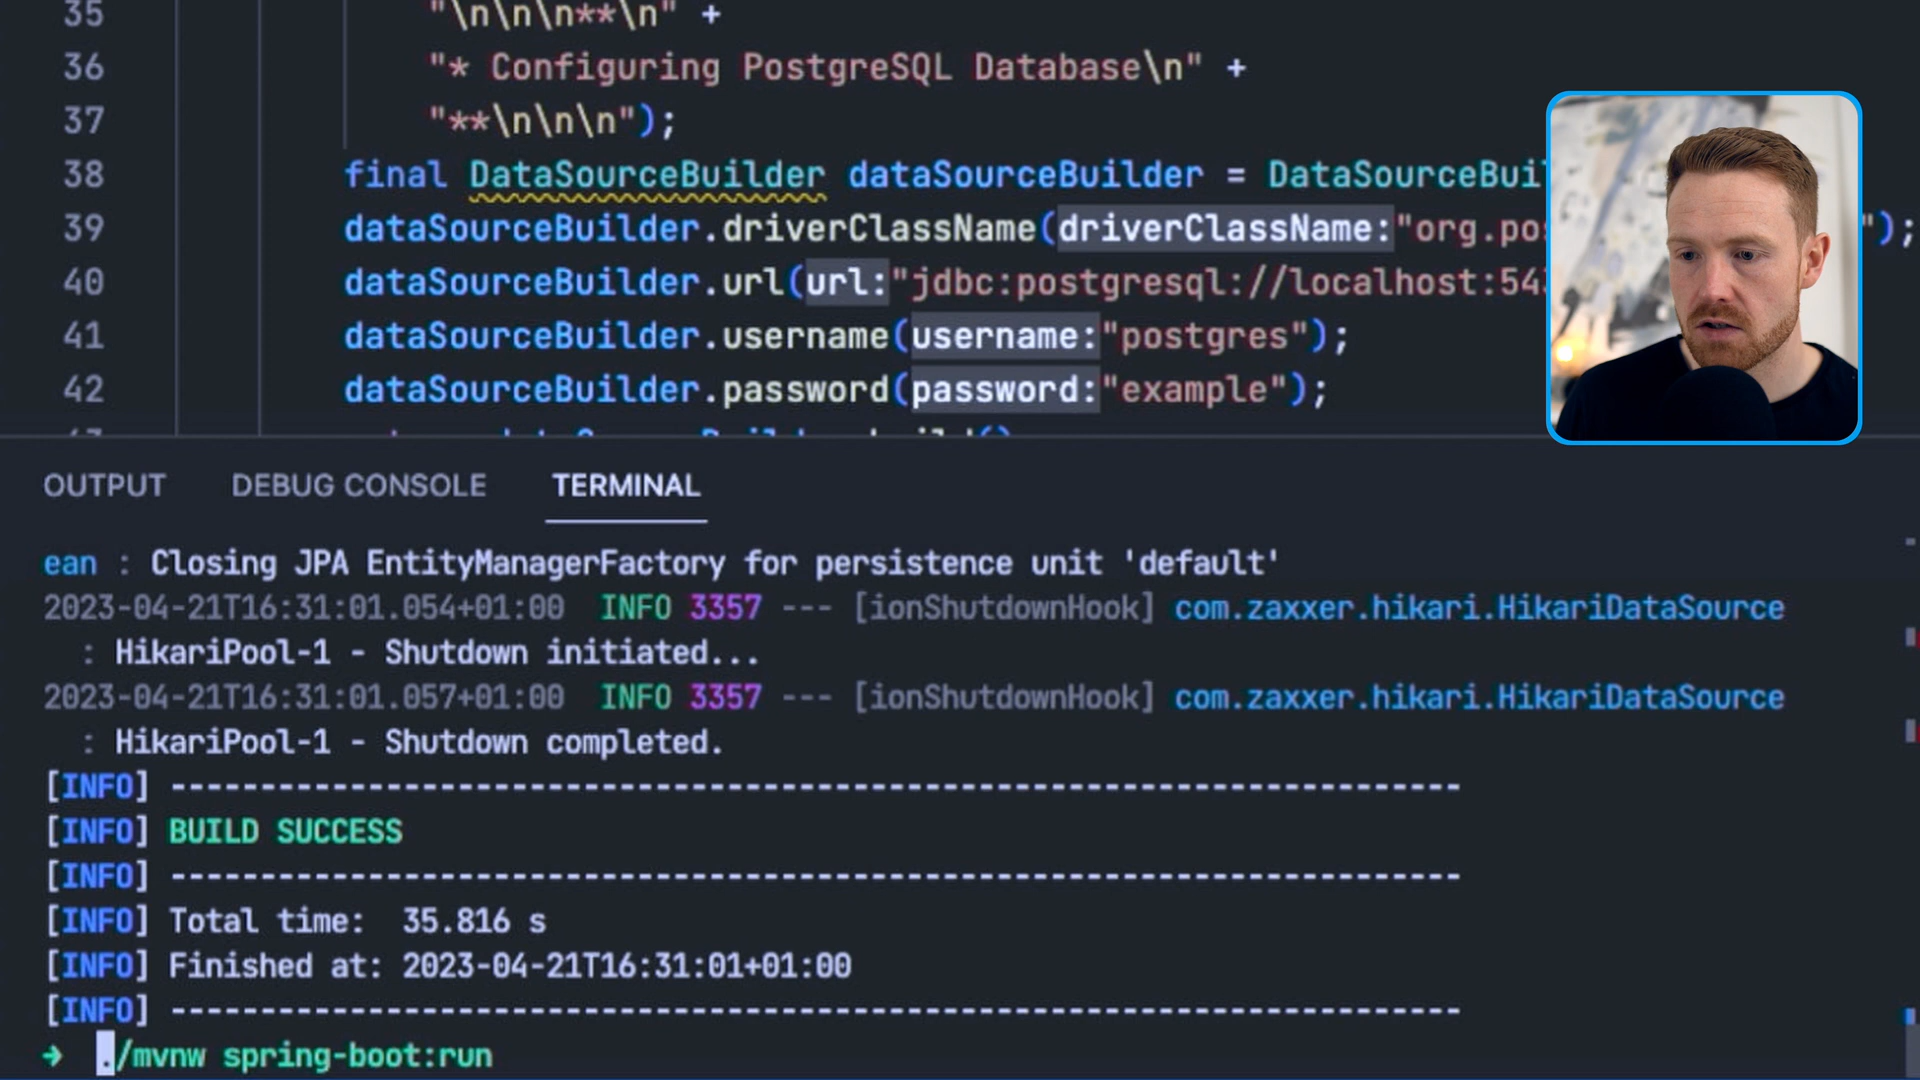 35 "\n\n\n**\n" +
36 "* Configuring PostgreSQL Database\n" +
37 "**\n\n\n");
38 final DataSourceBuilder dataSourceBuilder = DataSourceBui
39 dataSourceBuilder.driverClassName(driverClassName:"org.po ");
40 dataSourceBuilder.url(url:"jdbc:postgresql://localhost:54
41 dataSourceBuilder.username(username:"postgres");
42 dataSourceBuilder.password(password:"example");
OUTPUT DEBUG CONSOLE TERMINAL
ean : Closing JPA EntityManagerFactory for persistence unit 'default'
2023-04-21T16:31:01.054+01:00 INFO 3357 --- [ionShutdownHook] com.zaxxer.hikari.HikariDataSource
: HikariPool-1 - Shutdown initiated...
2023-04-21T16:31:01.057+01:00 INFO 3357 --- [ionShutdownHook] com.zaxxer.hikari.HikariDataSource
: HikariPool-1 - Shutdown completed.
[INFO] ------------------------------------------------------------------------
[INFO] BUILD SUCCESS
[INFO] ------------------------------------------------------------------------
[INFO] Total time: 35.816 s
[INFO] Finished at: 2023-04-21T16:31:01+01:00
[INFO] ------------------------------------------------------------------------
➜ ./mvnw spring-boot:run